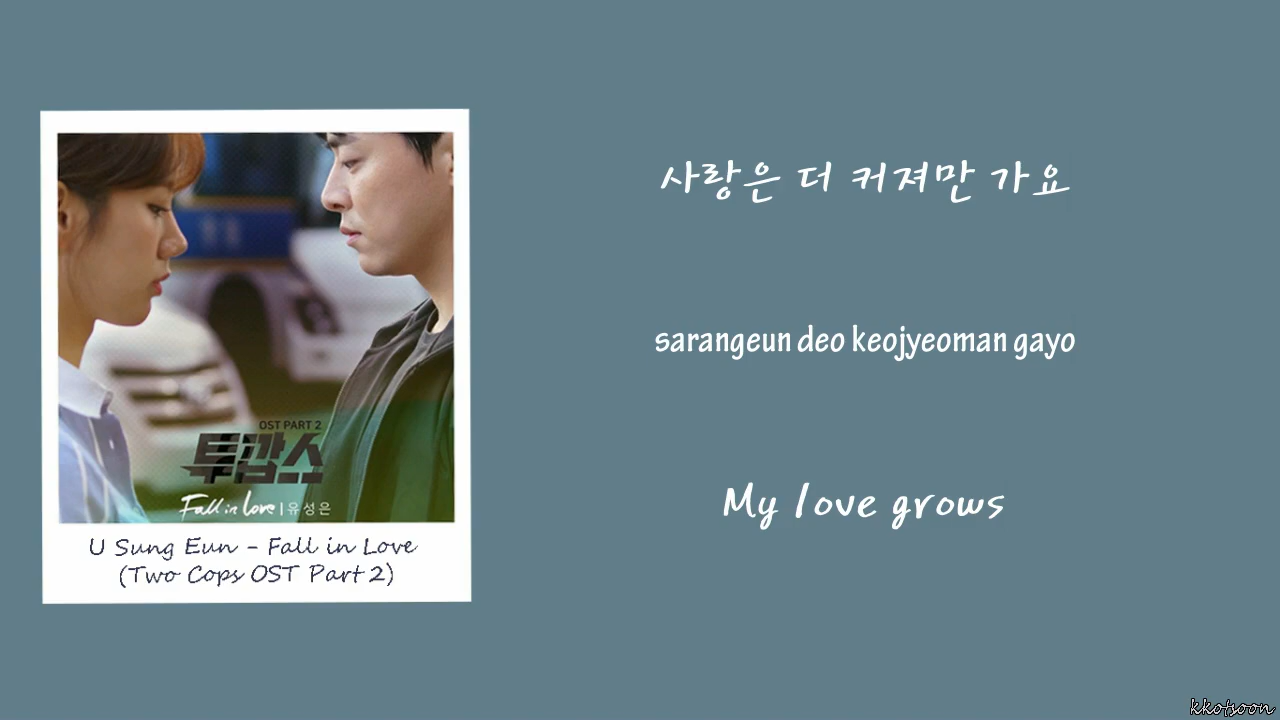 OST PART 2
투깝스
Fall in Love | 유성은
U Sung Eun - Fall in Love
(Two Cops OST Part 2)
사랑은 더 커져만 가요
sarangeun deo keojyeoman gayo
My love grows
kkotsoon